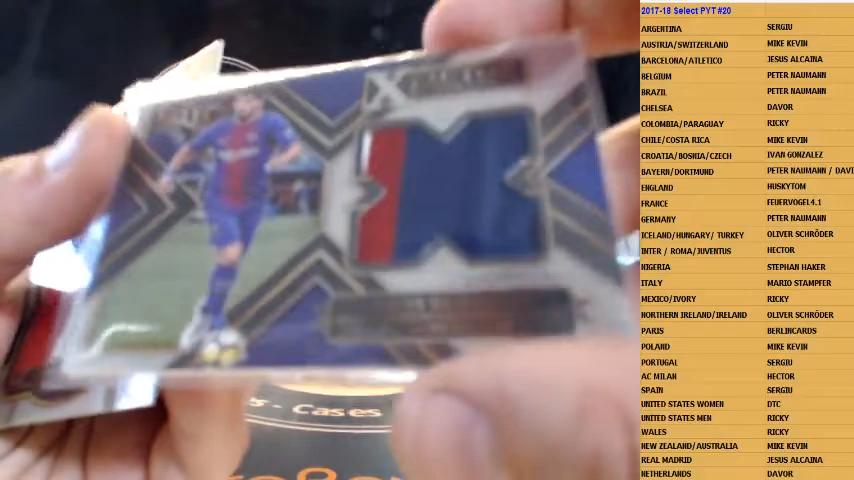 2017-18 Select PYT #20
ARGENTINA SERGIU
AUSTRIA/SWITZERLAND MIKE KEVIN
BARCELONA/ATLETICO JESUS ALCAINA
BELGIUM PETER NAUMANN
BRAZIL PETER NAUMANN
CHELSEA DAVOR
COLOMBIA/PARAGUAY RICKY
CHILE/COSTA RICA MIKE KEVIN
CROATIA/BOSNIA/CZECH IVAN GONZALEZ
BAYERN/DORTMUND PETER NAUMANN / DAVI
ENGLAND HUSKYTOM
FRANCE FEUERVOGEL4.1
GERMANY PETER NAUMANN
ICELAND/HUNGARY/ TURKEY OLIVER SCHRÖDER
INTER / ROMA/JUVENTUS HECTOR
NIGERIA STEPHAN HAKER
ITALY MARIO STAMPFER
MEXICO/IVORY RICKY
NORTHERN IRELAND/IRELAND OLIVER SCHRÖDER
PARIS BERLINCARDS
POLAND MIKE KEVIN
PORTUGAL SERGIU
AC MILAN HECTOR
SPAIN SERGIU
UNITED STATES WOMEN DTC
UNITED STATES MEN RICKY
WALES RICKY
NEW ZEALAND/AUSTRALIA MIKE KEVIN
REAL MADRID JESUS ALCAINA
NETHERLANDS DAVOR
s - Cases